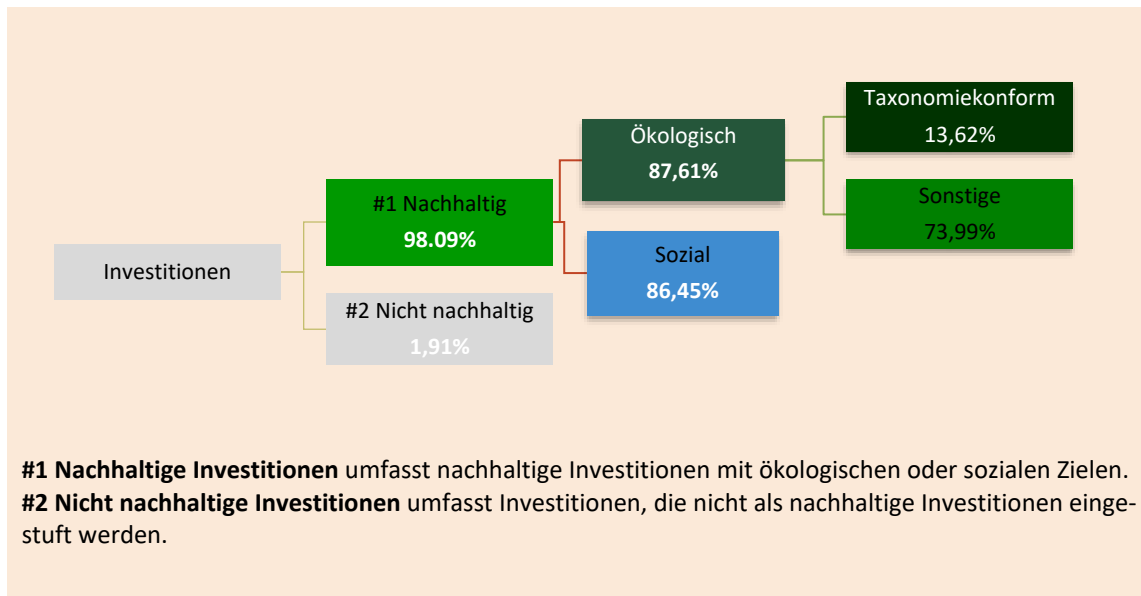 Investitionen
#1 Nachhaltig
98.09%
#2 Nicht nachhaltig
1,91%
Ökologisch
87,61%
Sozial
86,45%
Taxonomiekonform
13,62%
Sonstige
73,99%
#1 Nachhaltige Investitionen umfasst nachhaltige Investitionen mit ökologischen oder sozialen Zielen.
#2 Nicht nachhaltige Investitionen umfasst Investitionen, die nicht als nachhaltige Investitionen einge-
stuft werden.